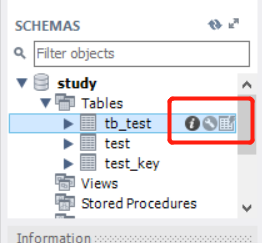 SCHEMAS
Filter objects
study
Tables
tb_test
test
test_key
Views
Stored Procedures
Information